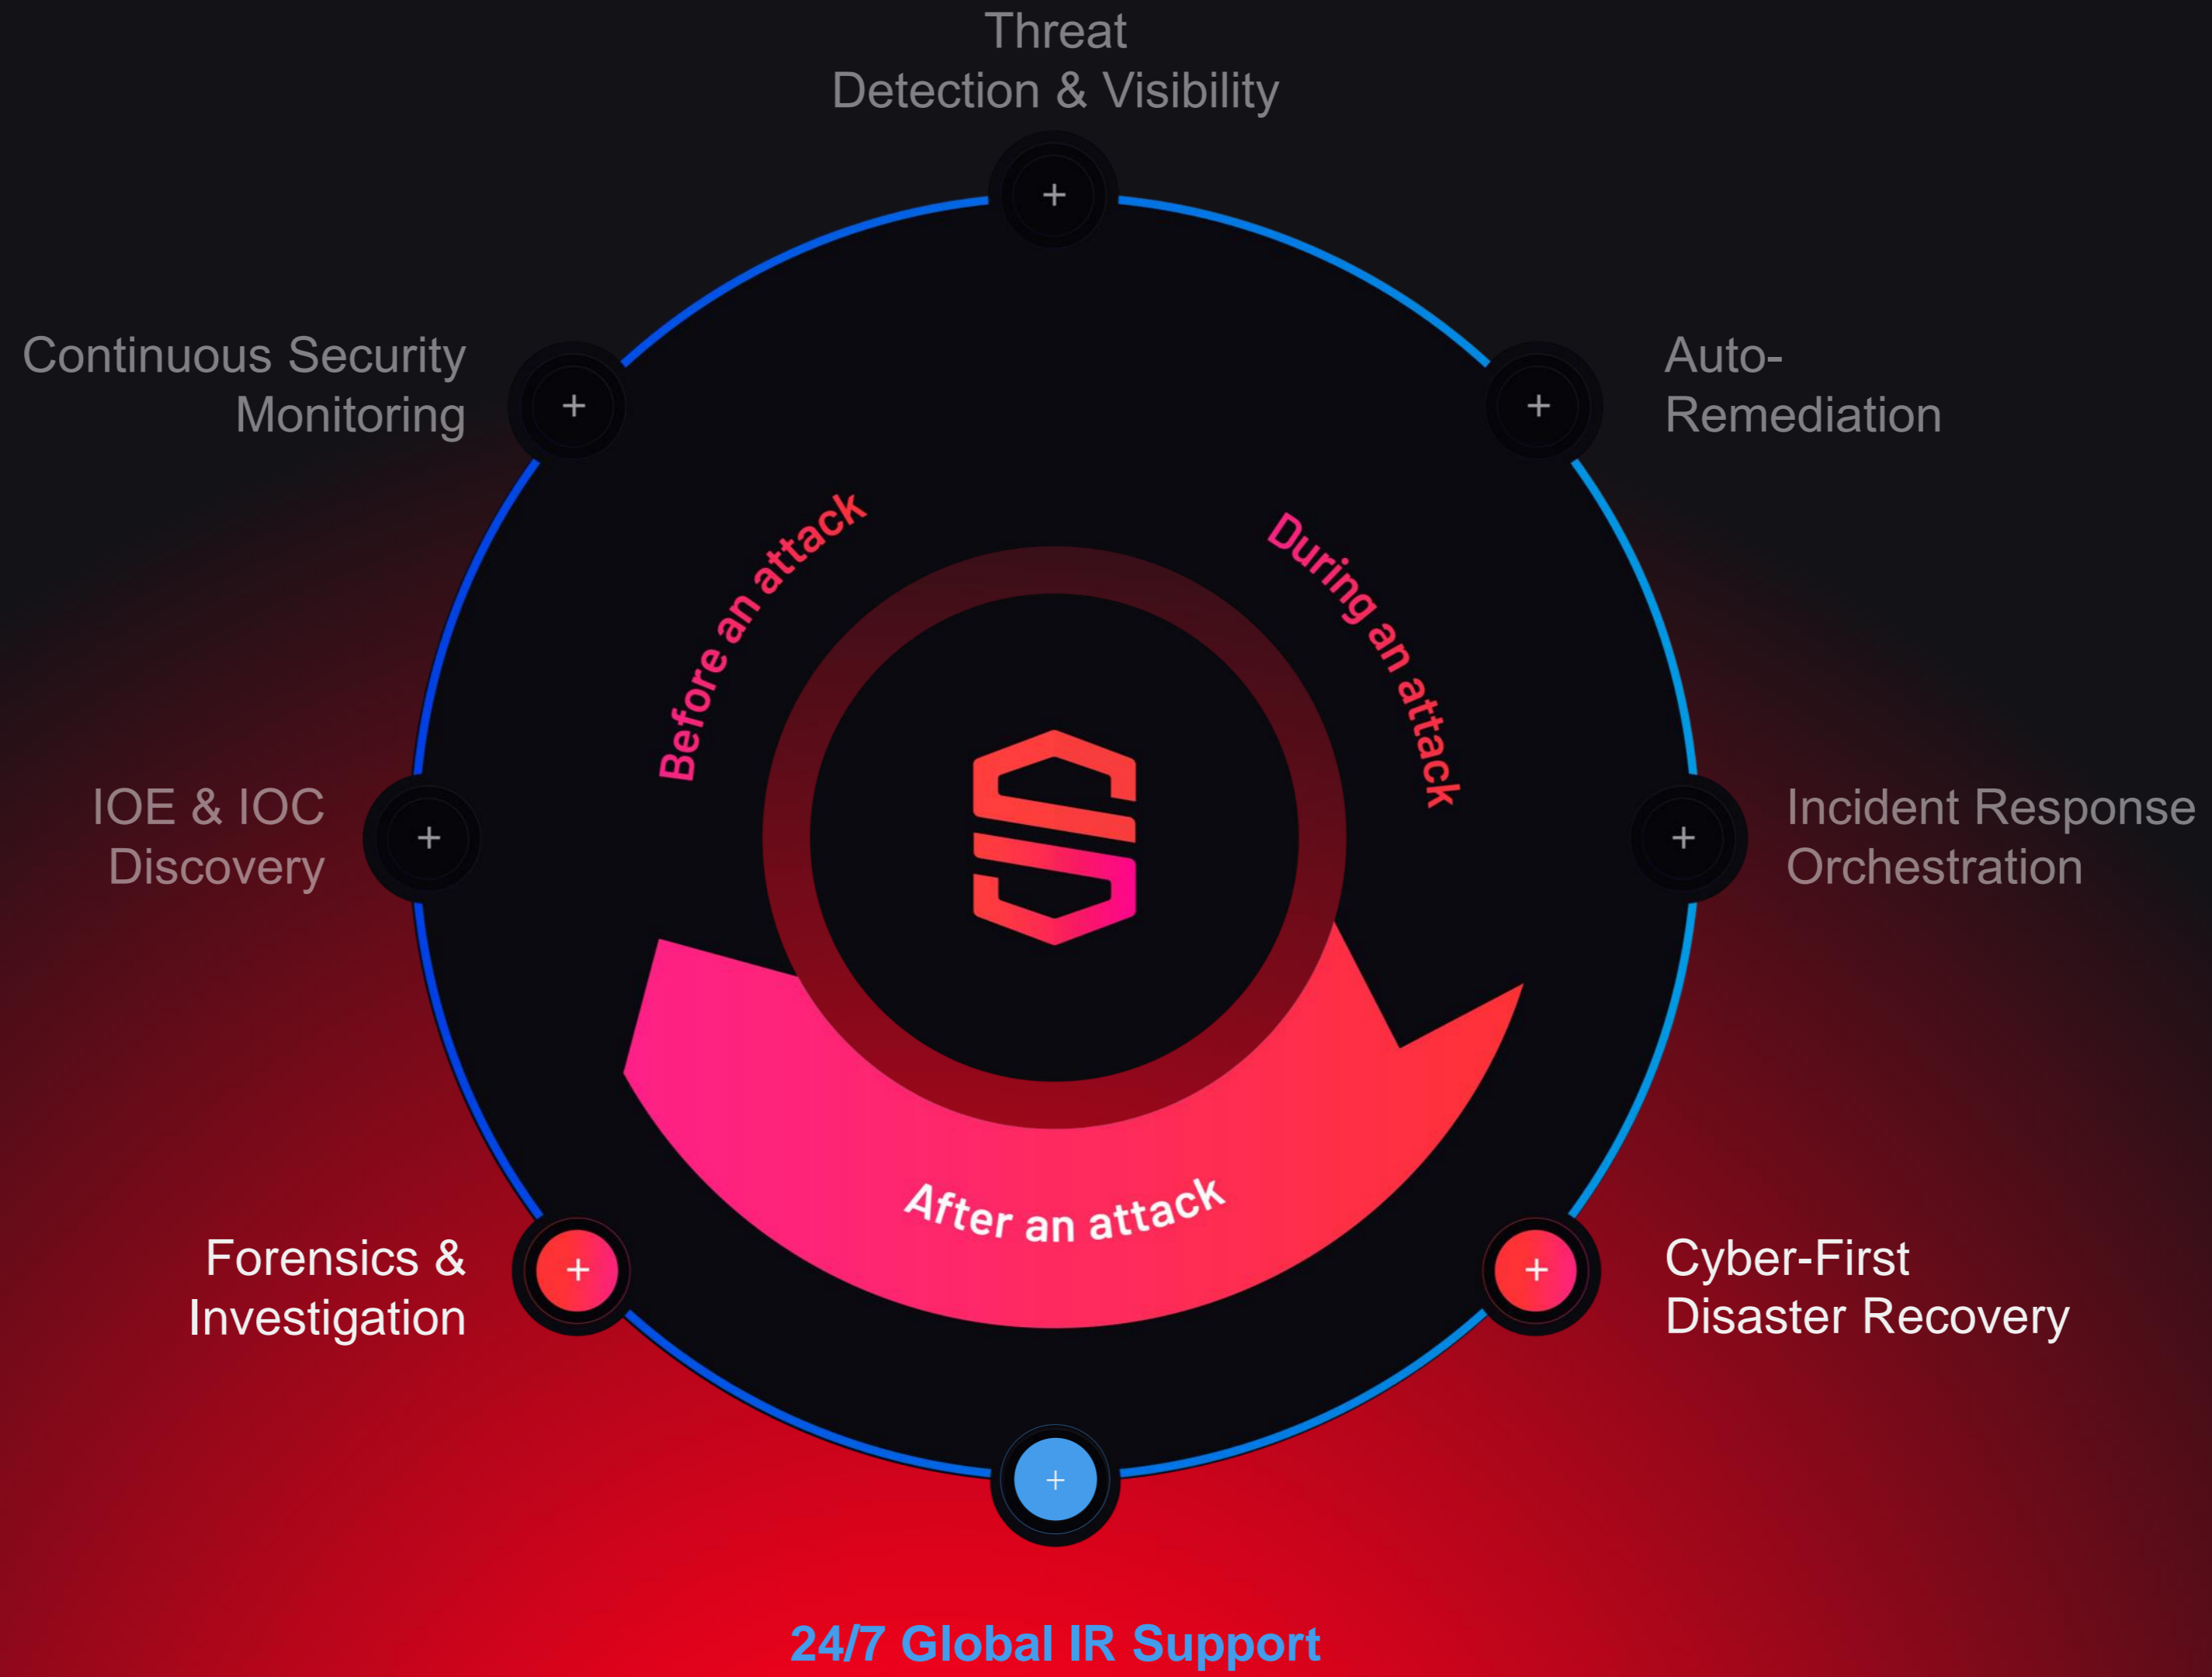 Threat
Detection & Visibility
Continuous Security
Monitoring
Auto-
Remediation
Before an attack
During an attack
IOE & IOC
Discovery
Incident Response
Orchestration
After an attack
Forensics &
Investigation
Cyber-First
Disaster Recovery
24/7 Global IR Support